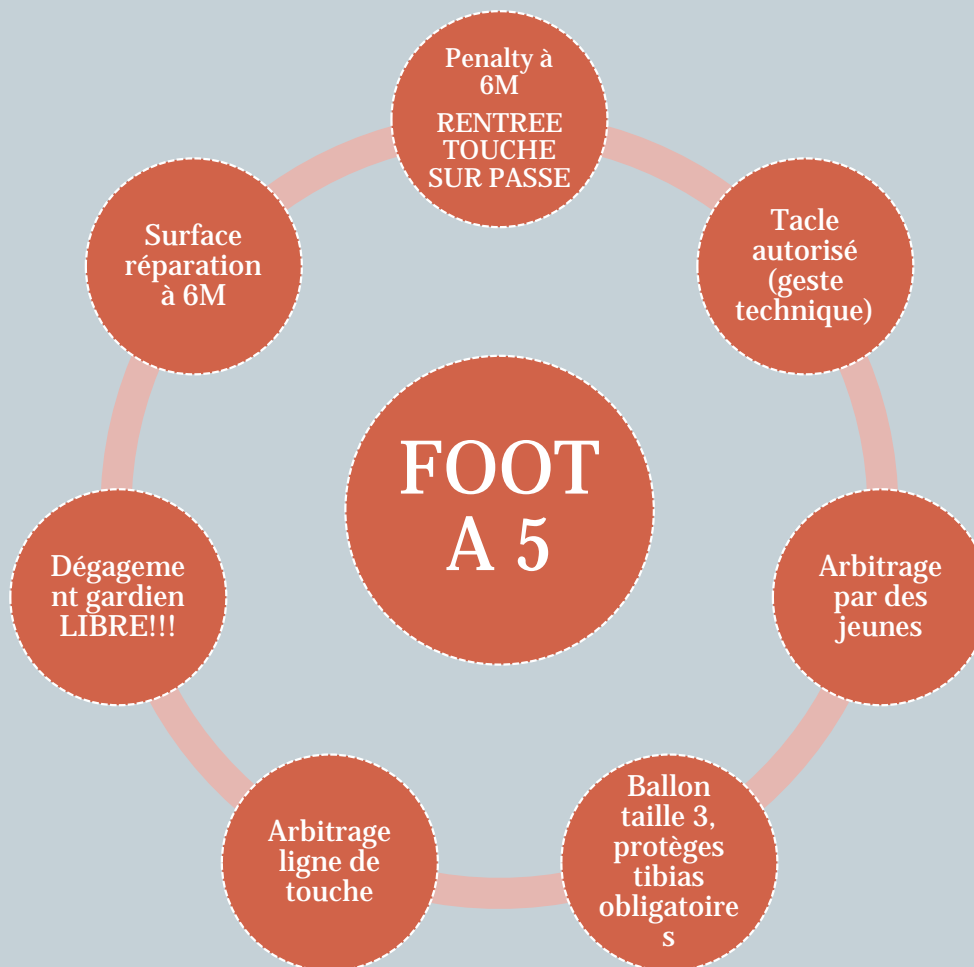 Penalty à
6M
RENTREE
TOUCHE
SUR PASSE
Tacle
autorisé
(geste
technique)
Arbitrage
par des
jeunes
Ballon
taille 3,
protèges
tibias
obligatoire
s
Arbitrage
ligne de
touche
Dégageme
nt gardien
LIBRE!!!
Surface
réparation
à 6M
FOOT
A 5